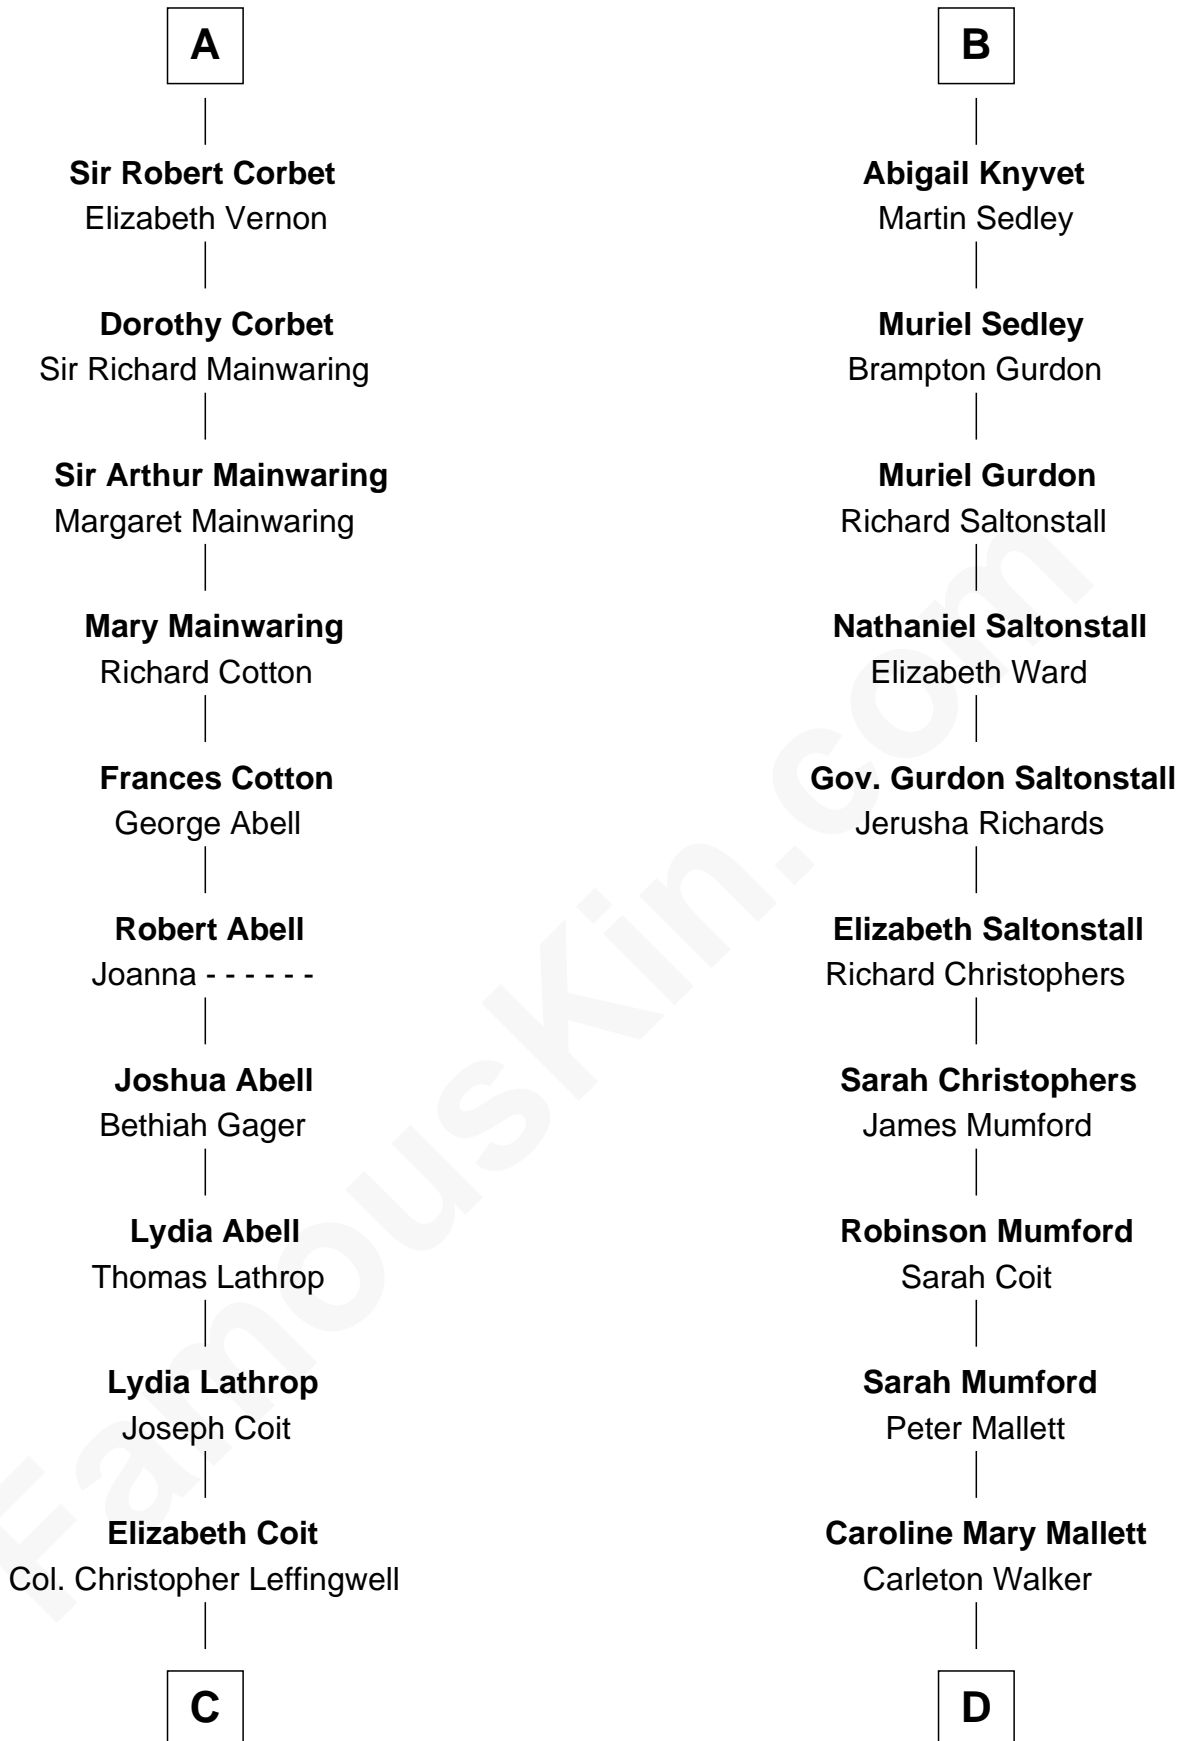 A
Sir Robert Corbet
Elizabeth Vernon
Dorothy Corbet
Sir Richard Mainwaring
Sir Arthur Mainwaring
Margaret Mainwaring
Mary Mainwaring
Richard Cotton
Frances Cotton
George Abell
Robert Abell
Joanna - - - - - -
Joshua Abell
Bethiah Gager
Lydia Abell
Thomas Lathrop
Lydia Lathrop
Joseph Coit
Elizabeth Coit
Col. Christopher Leffingwell
C
B
Abigail Knyvet
Martin Sedley
Muriel Sedley
Brampton Gurdon
Muriel Gurdon
Richard Saltonstall
Nathaniel Saltonstall
Elizabeth Ward
Gov. Gurdon Saltonstall
Jerusha Richards
Elizabeth Saltonstall
Richard Christophers
Sarah Christophers
James Mumford
Robinson Mumford
Sarah Coit
Sarah Mumford
Peter Mallett
Caroline Mary Mallett
Carleton Walker
D
FamousKin.com